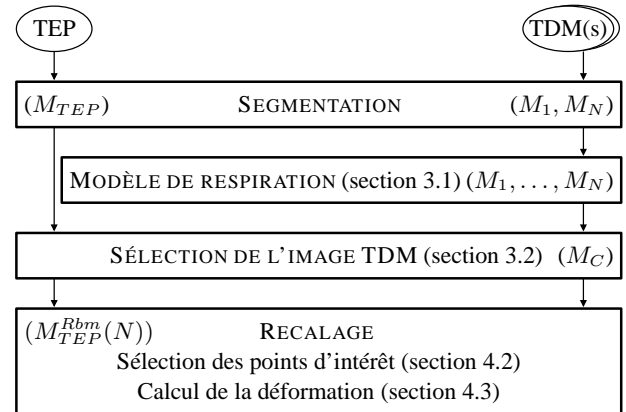 TEP TDM(s)
(M_{TEP}) SEGMENTATION (M_1, M_N)
MODÈLE DE RESPIRATION (section 3.1) (M_1, ..., M_N)
SÉLECTION DE L'IMAGE TDM (section 3.2) (M_C)
(M_{TEP}^{Rbm}(N)) RECALAGE
Sélection des points d'intérêt (section 4.2)
Calcul de la déformation (section 4.3)